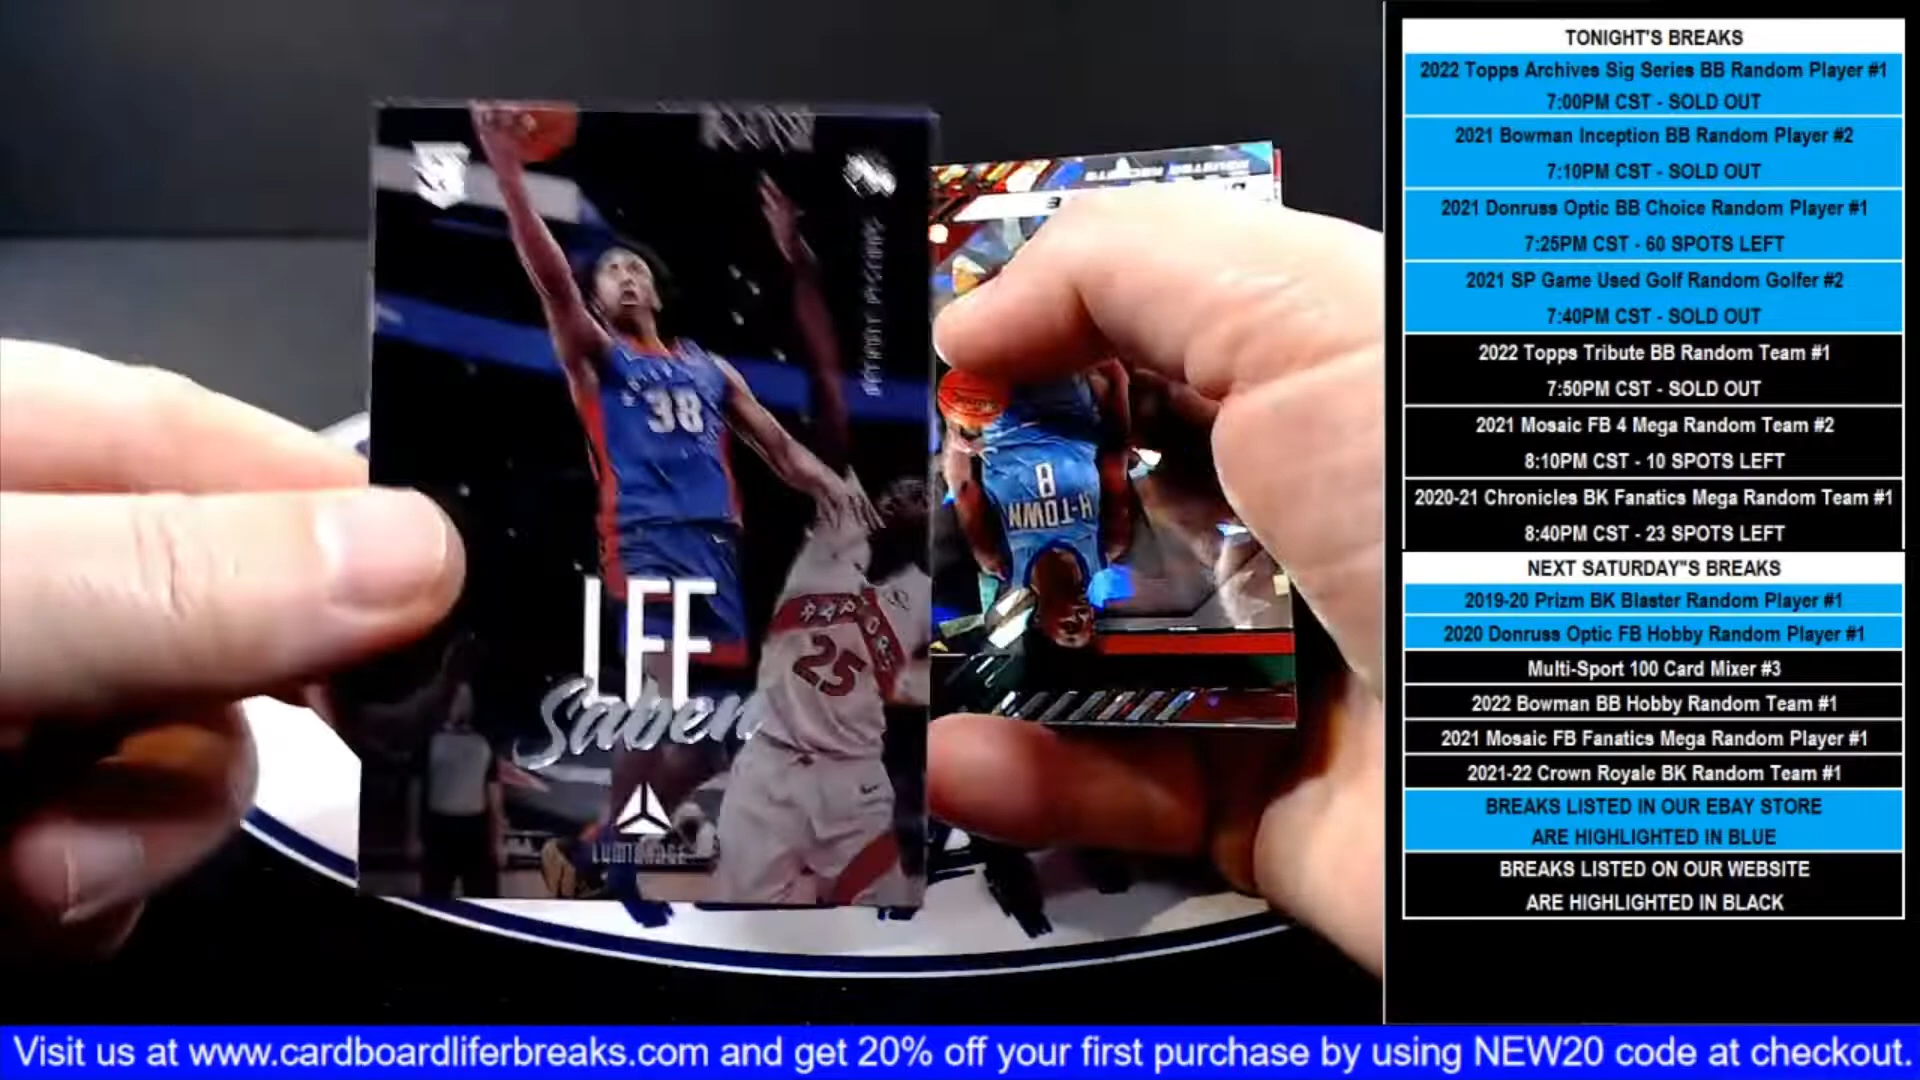 38
LEE
Saben
LUMINANCE
RAPTORS
25
DETROIT PISTONS
HOUSTON ROCKETS
H-TOWN
8
TONIGHT'S BREAKS
2022 Topps Archives Sig Series BB Random Player #1
7:00PM CST - SOLD OUT
2021 Bowman Inception BB Random Player #2
7:10PM CST - SOLD OUT
2021 Donruss Optic BB Choice Random Player #1
7:25PM CST - 60 SPOTS LEFT
2021 SP Game Used Golf Random Golfer #2
7:40PM CST - SOLD OUT
2022 Topps Tribute BB Random Team #1
7:50PM CST - SOLD OUT
2021 Mosaic FB 4 Mega Random Team #2
8:10PM CST - 10 SPOTS LEFT
2020-21 Chronicles BK Fanatics Mega Random Team #1
8:40PM CST - 23 SPOTS LEFT
NEXT SATURDAY"S BREAKS
2019-20 Prizm BK Blaster Random Player #1
2020 Donruss Optic FB Hobby Random Player #1
Multi-Sport 100 Card Mixer #3
2022 Bowman BB Hobby Random Team #1
2021 Mosaic FB Fanatics Mega Random Player #1
2021-22 Crown Royale BK Random Team #1
BREAKS LISTED IN OUR EBAY STORE
ARE HIGHLIGHTED IN BLUE
BREAKS LISTED ON OUR WEBSITE
ARE HIGHLIGHTED IN BLACK
Visit us at www.cardboardliferbreaks.com and get 20% off your first purchase by using NEW20 code at checkout.